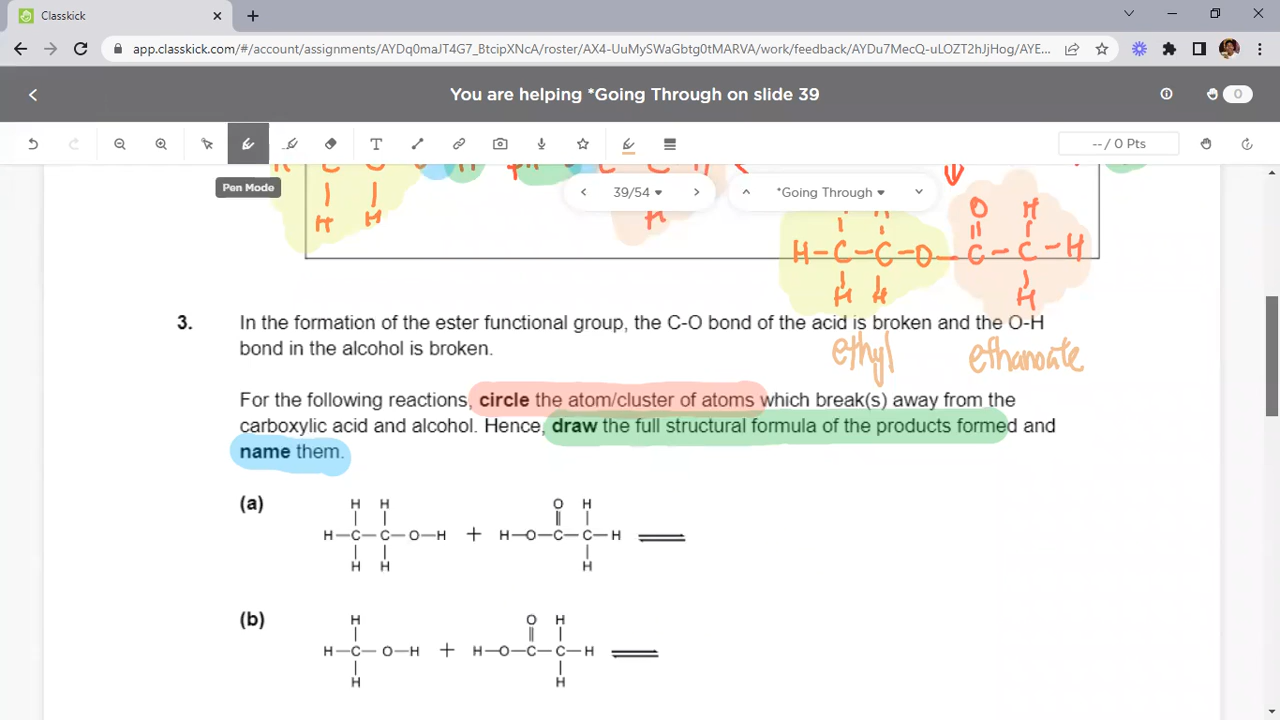 Classkick
app.classkick.com/#/account/assignments/AYDq0maJT4G7_BtcipXNEA/roster/AX4-UuMySWaGbtg0tMARVA/work/feedback/AYDu7MecQ-uLOZT2hJjHog/AYE...
You are helping *Going Through on slide 39
0
T
-- / 0 Pts
Pen Mode
39/54
*Going Through
H H
H
O H
H-C-C-O-C-C-H
H H H
ethyl ethanoate
3. In the formation of the ester functional group, the C-O bond of the acid is broken and the O-H
bond in the alcohol is broken.
For the following reactions, circle the atom/cluster of atoms which break(s) away from the
carboxylic acid and alcohol. Hence, draw the full structural formula of the products formed and
name them.
(a)
H H O H
H-C-C-O-H + H-O-C-C-H
H H H
(b)
H O H
H-C-O-H + H-O-C-C-H
H H